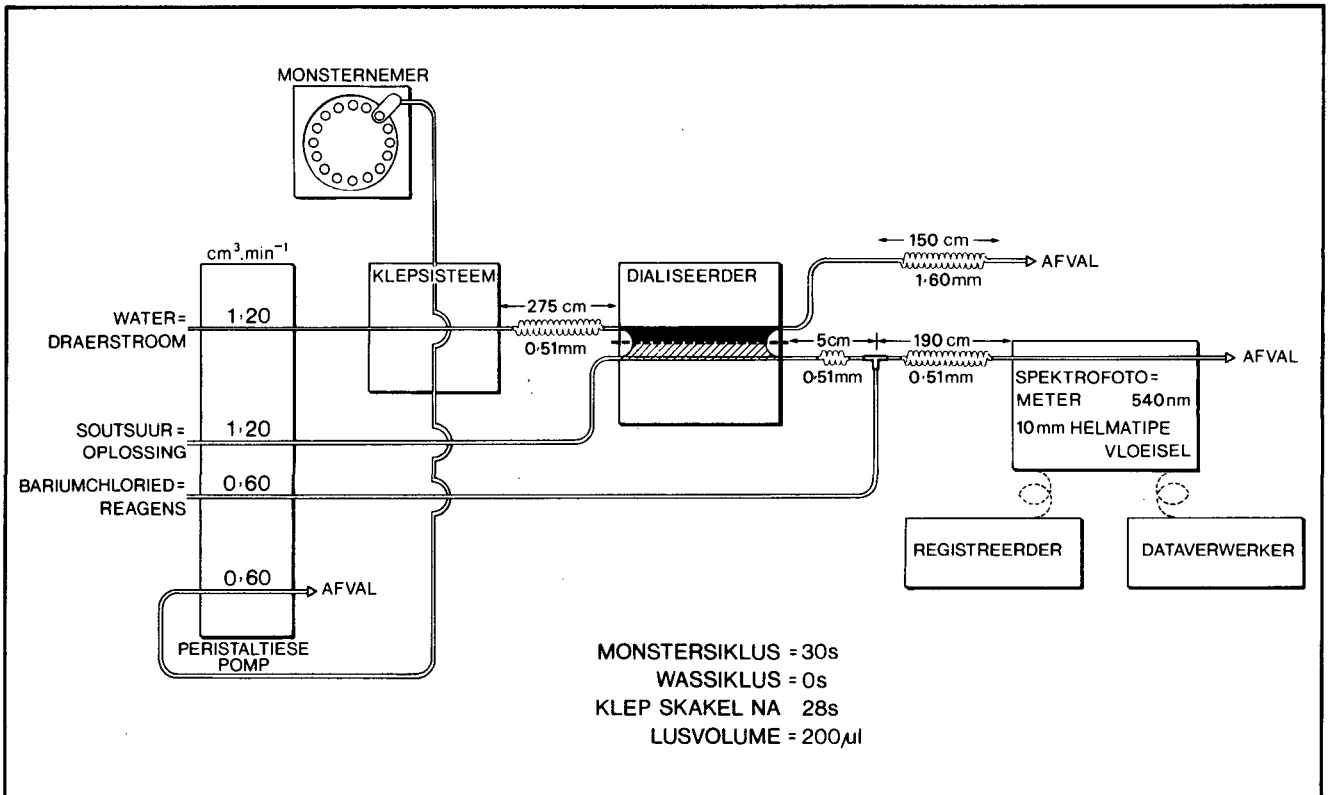 MONSTERNEMER
cm³.min⁻¹
KLEPSISTEEM
DIALISEERDER
150 cm
AFVAL
1,60mm
WATER=
DRAERSTROOM
1,20
275 cm
0,51mm
5cm
190 cm
0,51mm
0,51mm
AFVAL
SPEKTROFOTO=
METER 540nm
10mm HELMATIPE
VLOEISEL
SOUTSUUR=
OPLOSSING
1,20
BARIUMCHLORIED=
REAGENS
0,60
REGISTREERDER
DATAVERWERKER
0,60
AFVAL
PERISTALTIESE
POMP
MONSTERSIKLUS = 30s
WASSIKLUS = 0s
KLEP SKAKEL NA 28s
LUSVOLUME = 200μl